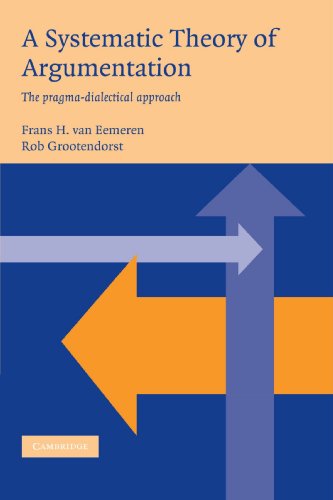 A Systematic Theory of
Argumentation
The pragma-dialectical approach
Frans H. van Eemeren
Rob Grootendorst
CAMBRIDGE